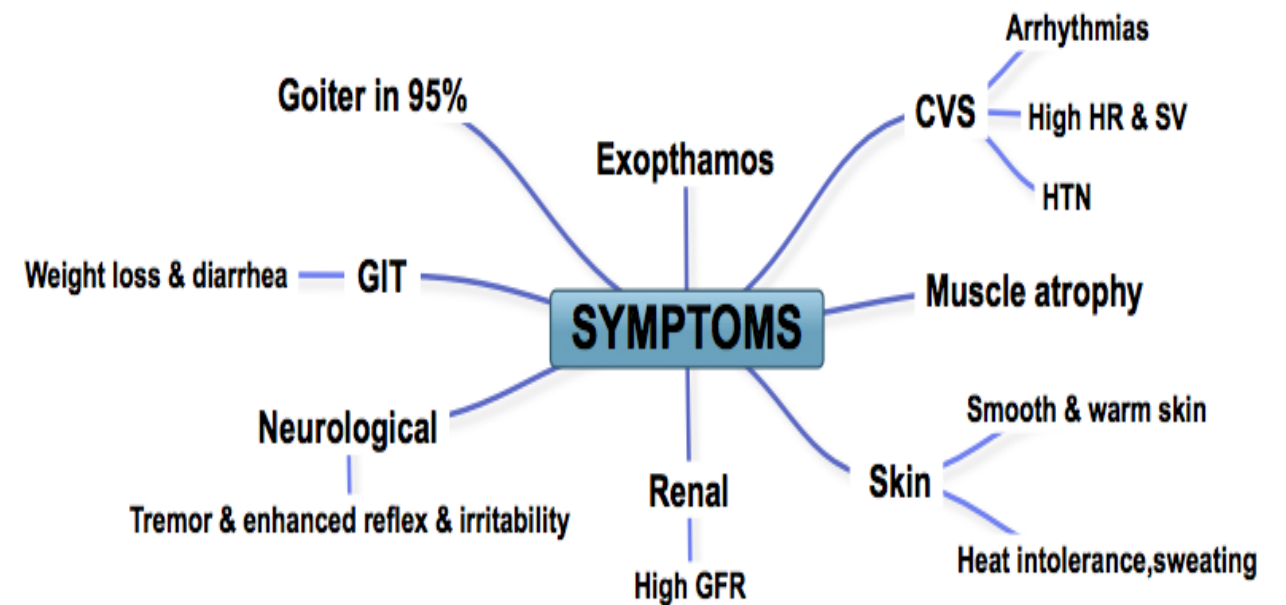 Arrhythmias
Goiter in 95%
CVS
High HR & SV
Exopthamos
HTN
Weight loss & diarrhea
GIT
Muscle atrophy
SYMPTOMS
Neurological
Smooth & warm skin
Renal
Skin
Tremor & enhanced reflex & irritability
High GFR
Heat intolerance,sweating